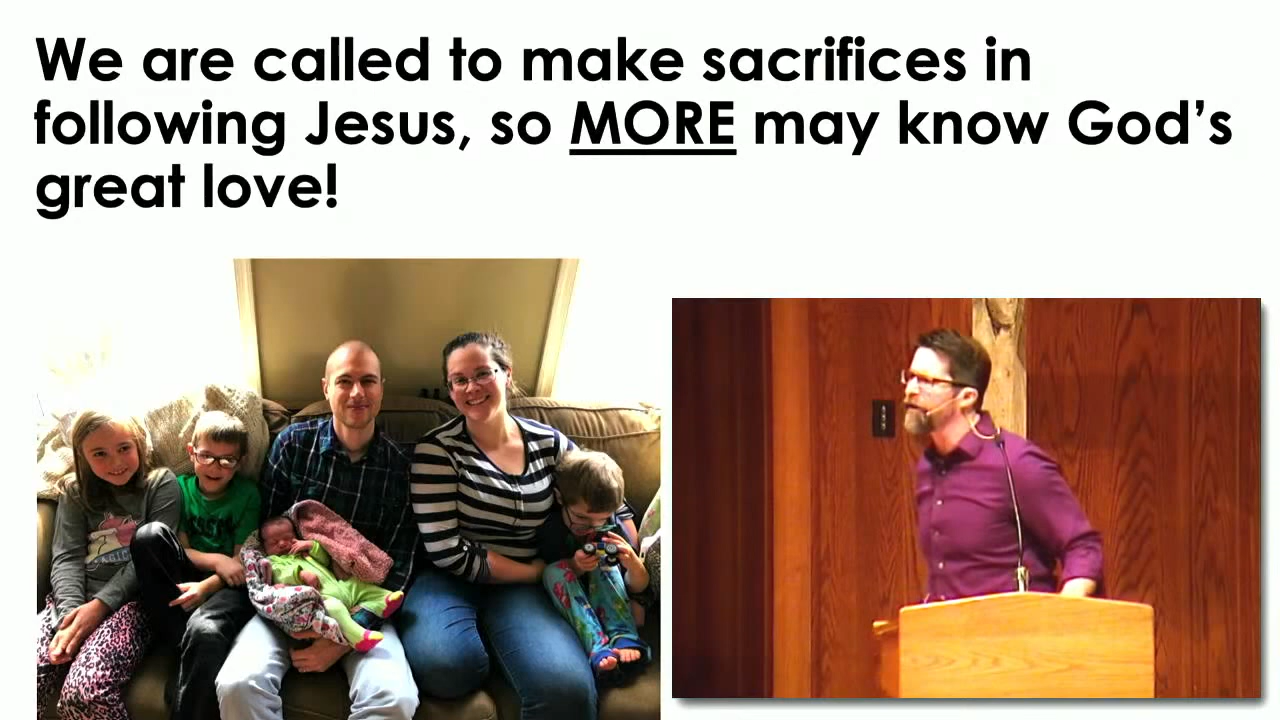 We are called to make sacrifices in
following Jesus, so MORE may know God’s
great love!